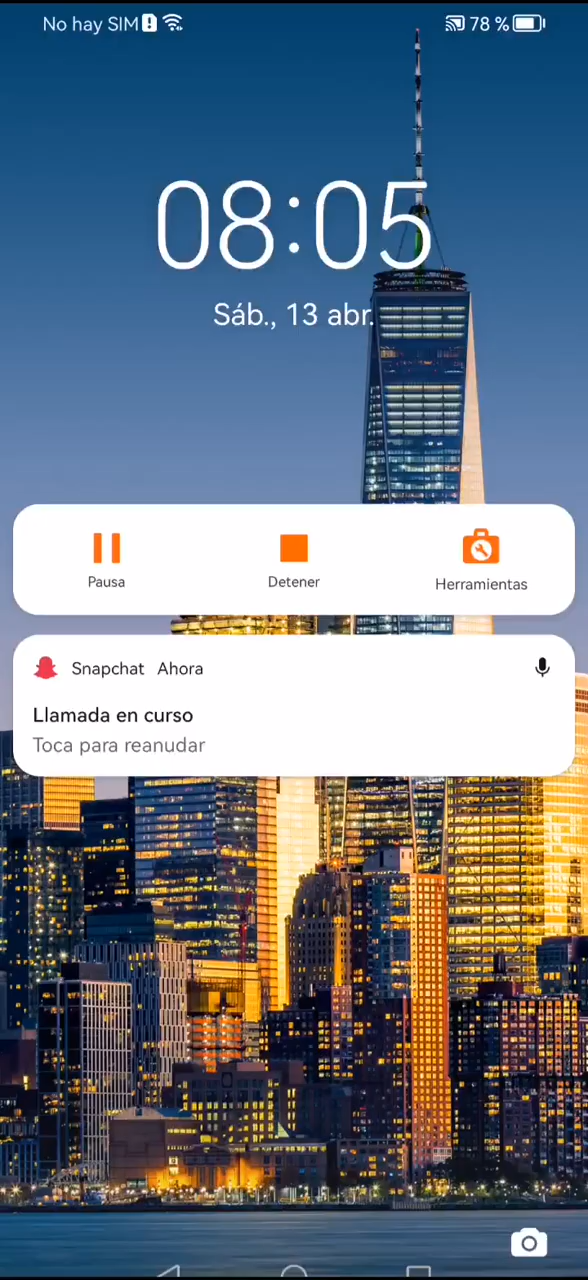 No hay SIM
78 %
08:05
Sáb., 13 abr.
Pausa
Detener
Herramientas
Snapchat Ahora
Llamada en curso
Toca para reanudar